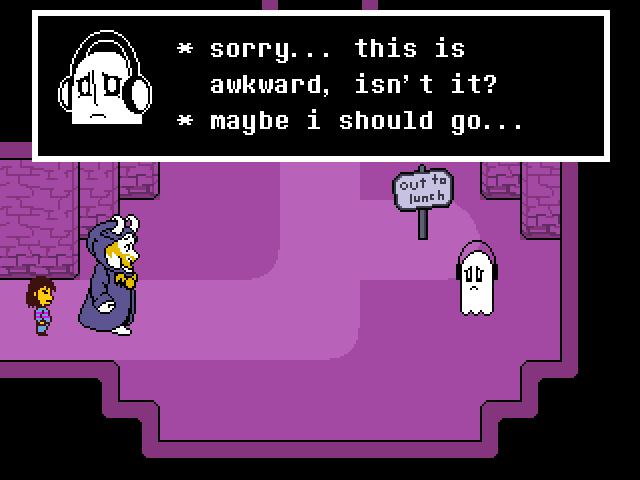 * sorry... this is
awkward, isn't it?
* maybe i should go...
out to
lunch